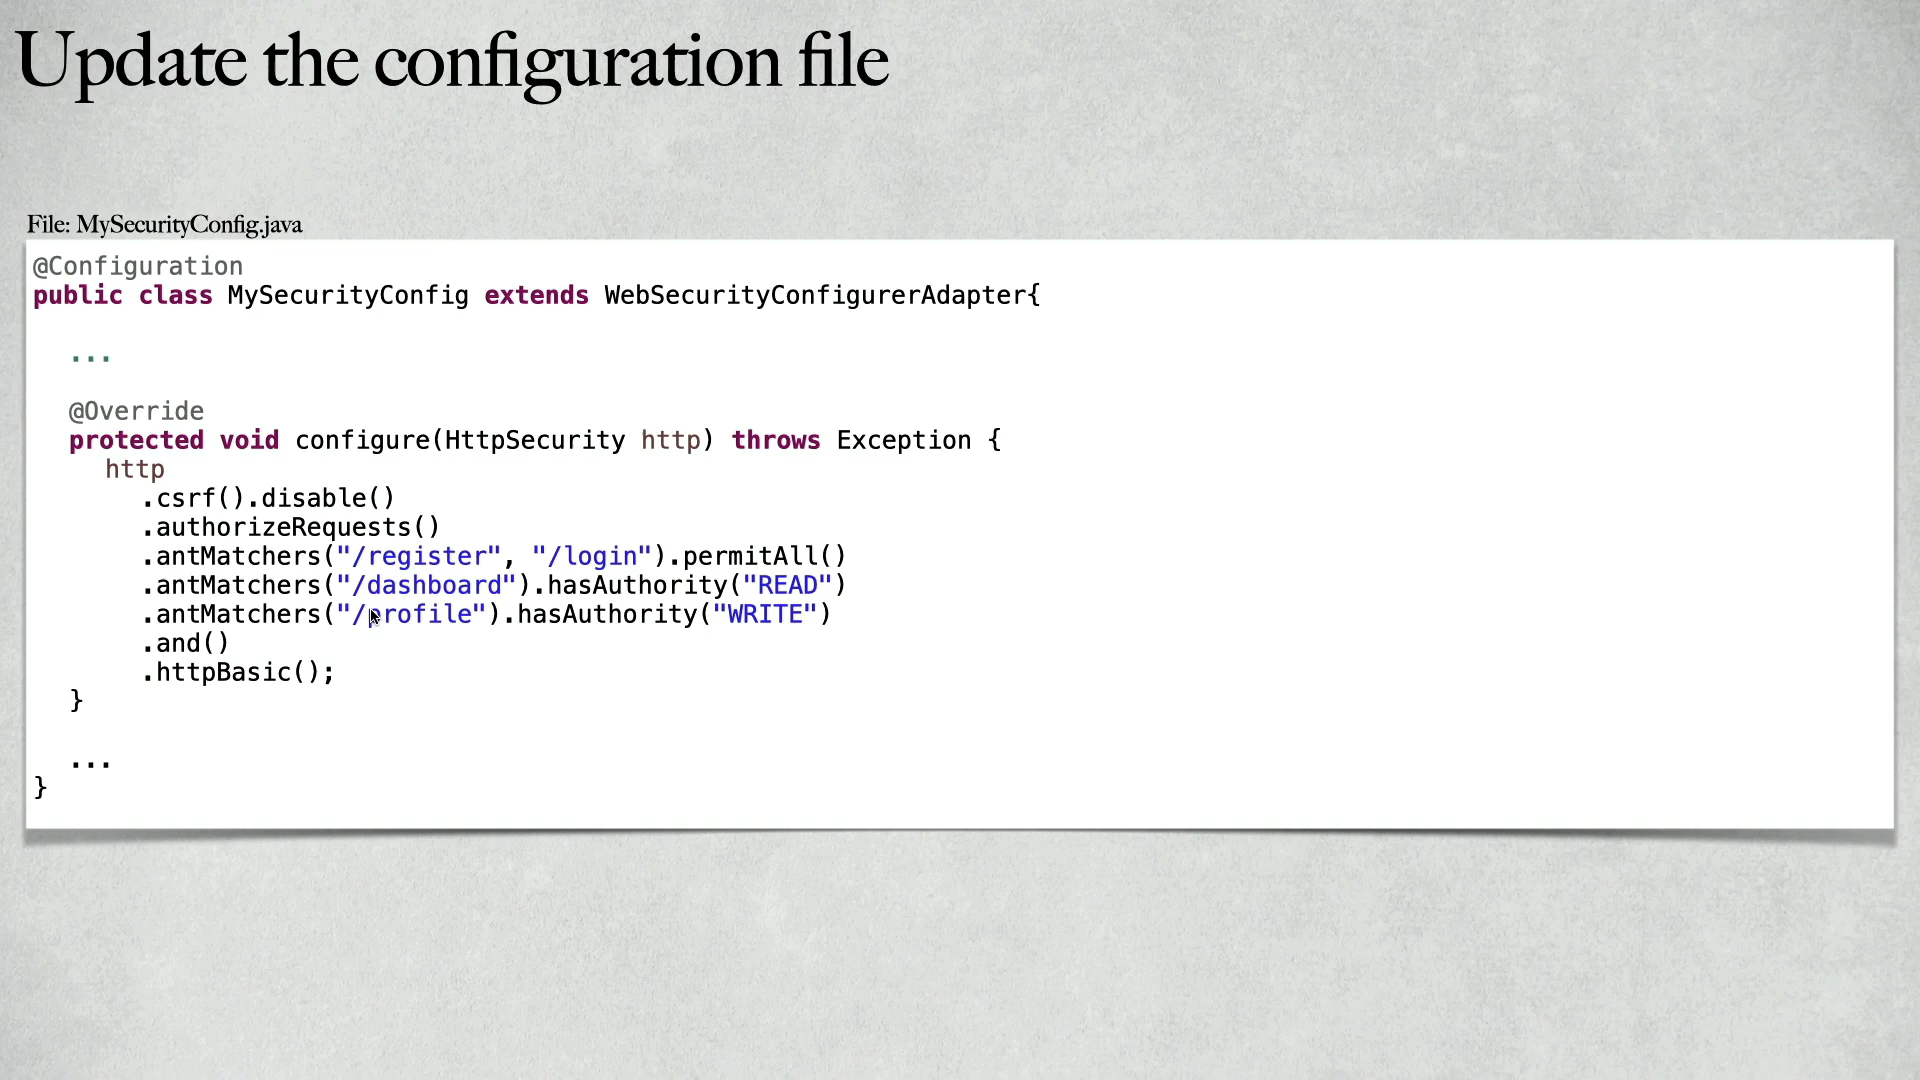 Update the configuration file
File: MySecurityConfig.java
@Configuration
public class MySecurityConfig extends WebSecurityConfigurerAdapter{
...
@Override
protected void configure(HttpSecurity http) throws Exception {
http
.csrf().disable()
.authorizeRequests()
.antMatchers("/register", "/login").permitAll()
.antMatchers("/dashboard").hasAuthority("READ")
.antMatchers("/profile").hasAuthority("WRITE")
.and()
.httpBasic();
}
...
}